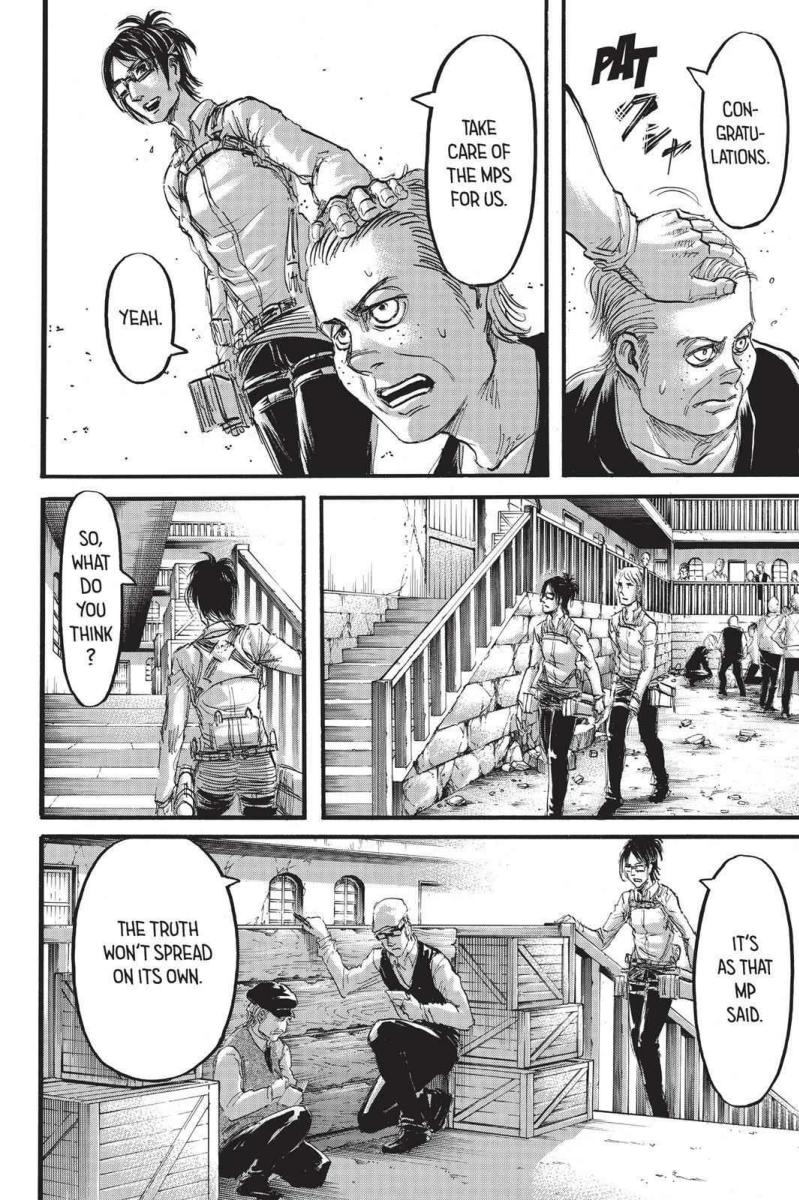 CON-
GRATU-
LATIONS.
PAT
TAKE
CARE OF
THE MPS
FOR US.
YEAH.
SO,
WHAT
DO
YOU
THINK
?
IT'S
AS THAT
MP
SAID.
THE TRUTH
WON'T SPREAD
ON ITS OWN.